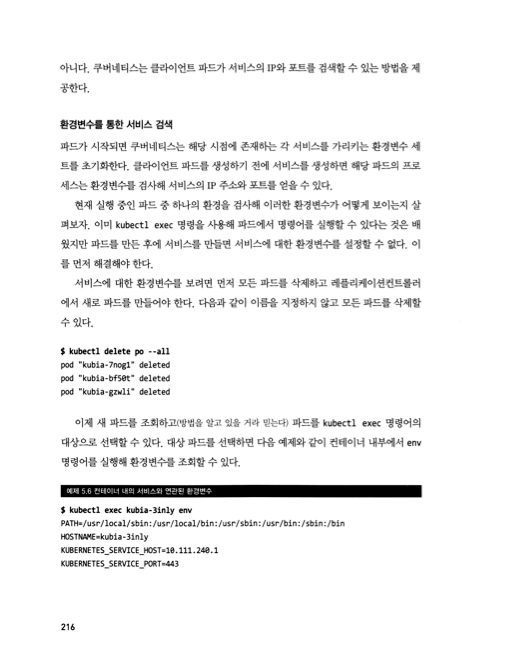 아니다. 쿠버네티스는 클라이언트 파드가 서비스의 IP와 포트를 검색할 수 있는 방법을 제
공한다.
환경변수를 통한 서비스 검색
파드가 시작되면 쿠버네티스는 해당 시점에 존재하는 각 서비스를 가리키는 환경변수 세
트를 초기화한다. 클라이언트 파드를 생성하기 전에 서비스를 생성하면 해당 파드의 프로
세스는 환경변수를 검사해 서비스의 IP 주소와 포트를 얻을 수 있다.
현재 실행 중인 파드 중 하나의 환경을 검사해 이러한 환경변수가 어떻게 보이는지 살
펴보자. 이미 kubectl exec 명령을 사용해 파드에서 명령어를 실행할 수 있다는 것은 배
웠지만 파드를 만든 후에 서비스를 만들면 서비스에 대한 환경변수를 설정할 수 없다. 이
를 먼저 해결해야 한다.
서비스에 대한 환경변수를 보려면 먼저 모든 파드를 삭제하고 레플리케이션컨트롤러
에서 새로 파드를 만들어야 한다. 다음과 같이 이름을 지정하지 않고 모든 파드를 삭제할
수 있다.
$ kubectl delete po --all
pod "kubia-7nog1" deleted
pod "kubia-bf50t" deleted
pod "kubia-gzwli" deleted
이제 새 파드를 조회하고(방법을 알고 있을 거라 믿는다) 파드를 kubectl exec 명령어의
대상으로 선택할 수 있다. 대상 파드를 선택하면 다음 예제와 같이 컨테이너 내부에서 env
명령어를 실행해 환경변수를 조회할 수 있다.
예제 5.6 컨테이너 내의 서비스와 연관된 환경변수
$ kubectl exec kubia-3inly env
PATH=/usr/local/sbin:/usr/local/bin:/usr/sbin:/usr/bin:/sbin:/bin
HOSTNAME=kubia-3inly
KUBERNETES_SERVICE_HOST=10.111.240.1
KUBERNETES_SERVICE_PORT=443
216